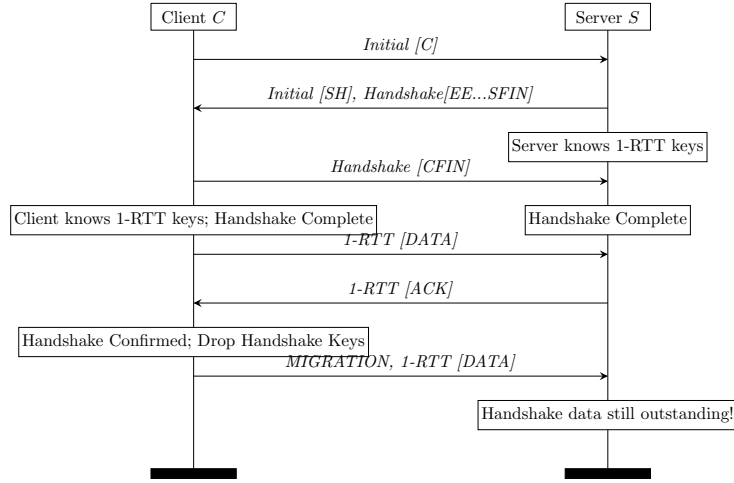 Client C
Server S
Initial [C]
Initial [SH], Handshake[EE...SFIN]
Server knows 1-RTT keys
Handshake [CFIN]
Client knows 1-RTT keys; Handshake Complete
Handshake Complete
1-RTT [DATA]
1-RTT [ACK]
Handshake Confirmed; Drop Handshake Keys
MIGRATION, 1-RTT [DATA]
Handshake data still outstanding!